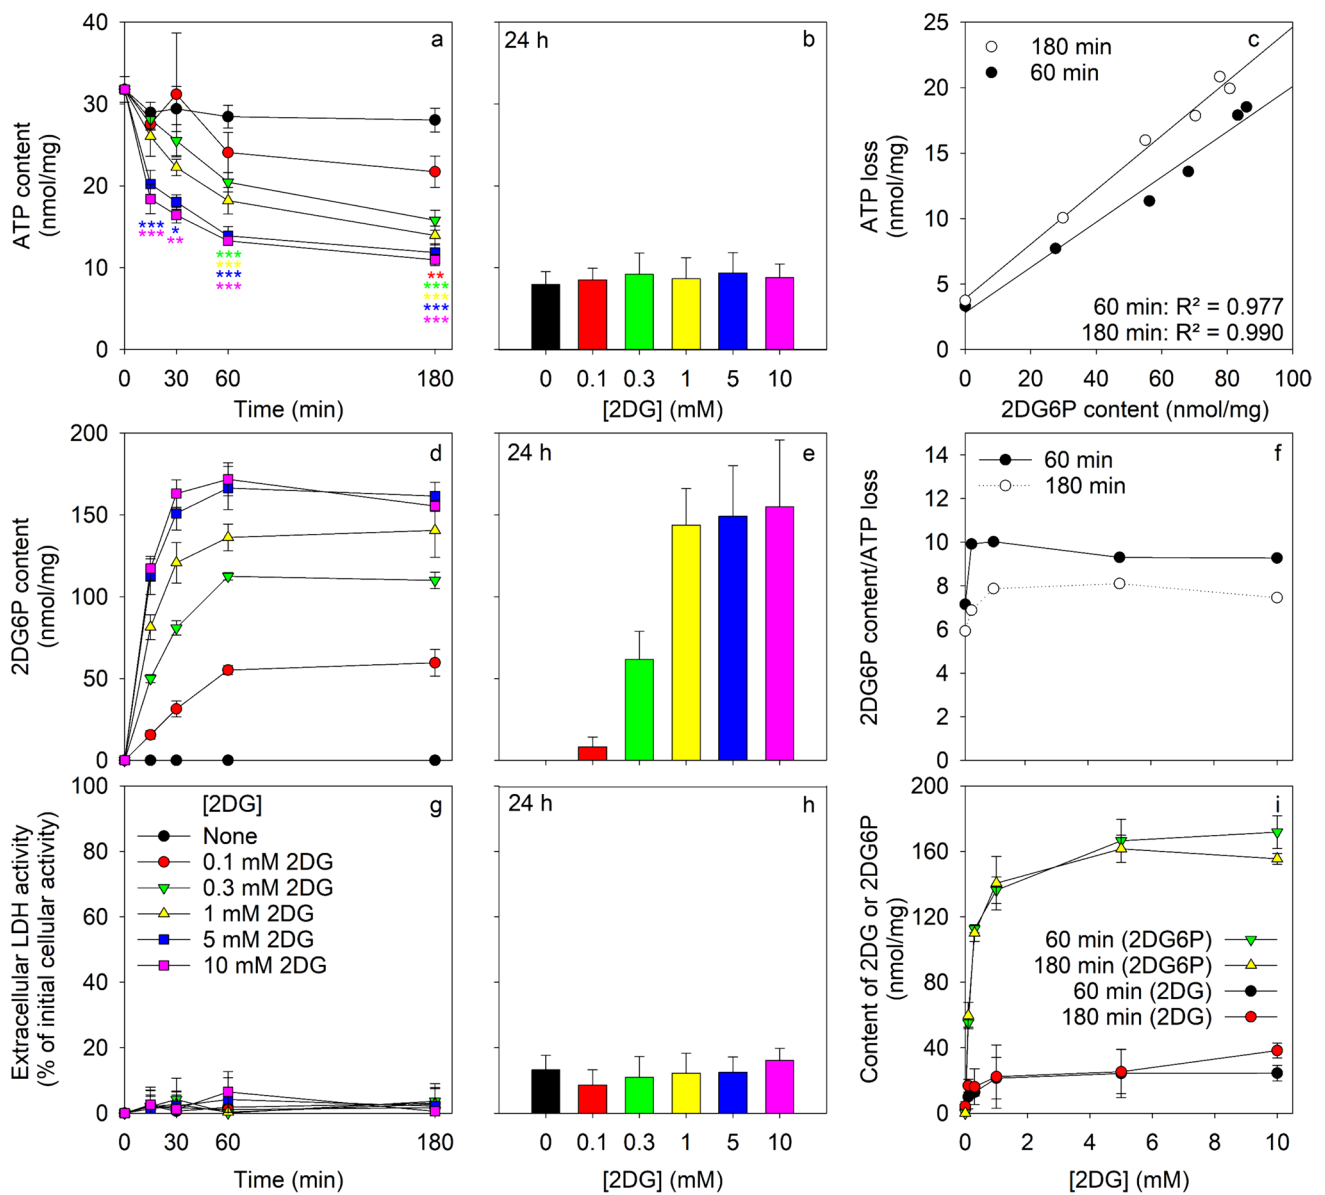 a
40
30
20
10
0
ATP content
(nmol/mg)
***
***
*
**
***
***
***
***
**
***
***
***
***
0 30 60 180
Time (min)
24 h
b
0 0.1 0.3 1 5 10
[2DG] (mM)
c
25
20
15
10
5
0
ATP loss
(nmol/mg)
180 min
60 min
60 min: R² = 0.977
180 min: R² = 0.990
0 20 40 60 80 100
2DG6P content (nmol/mg)
d
200
150
100
50
0
2DG6P content
(nmol/mg)
24 h
e
f
14
12
10
8
6
4
2
0
2DG6P content/ATP loss
60 min
180 min
g
100
80
60
40
20
0
Extracellular LDH activity
(% of initial cellular activity)
[2DG]
None
0.1 mM 2DG
0.3 mM 2DG
1 mM 2DG
5 mM 2DG
10 mM 2DG
0 30 60 180
Time (min)
24 h
h
0 0.1 0.3 1 5 10
[2DG] (mM)
i
200
160
120
80
40
0
Content of 2DG or 2DG6P
(nmol/mg)
60 min (2DG6P)
180 min (2DG6P)
60 min (2DG)
180 min (2DG)
0 2 4 6 8 10
[2DG] (mM)